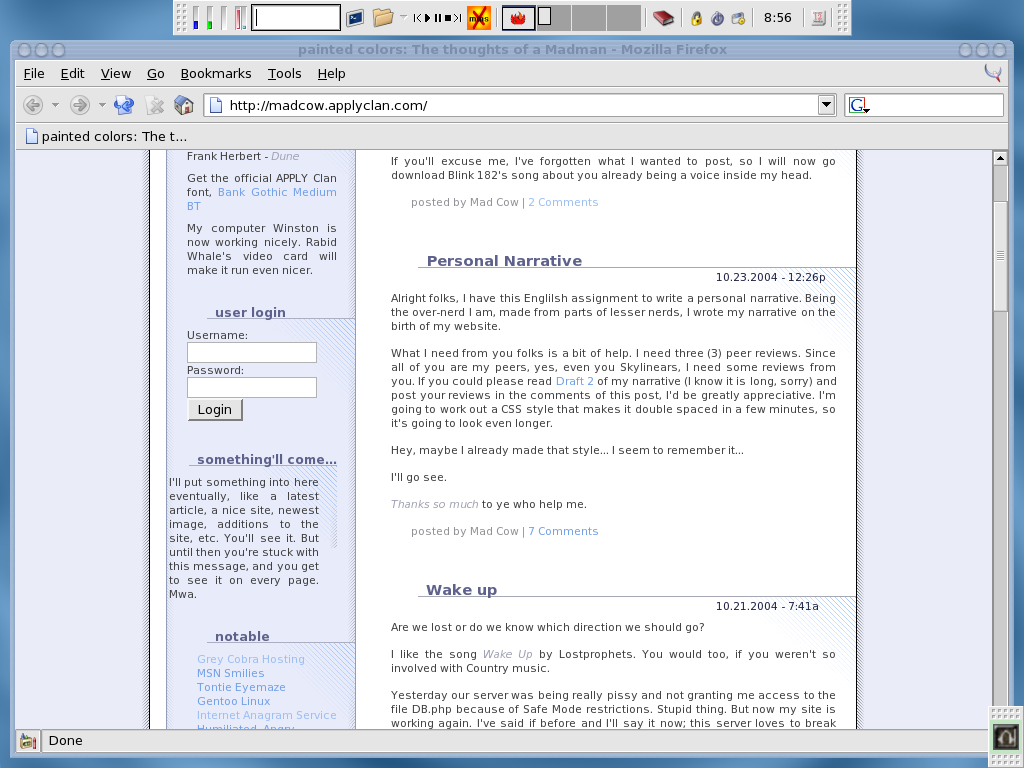 8:56
painted colors: The thoughts of a Madman - Mozilla Firefox
File Edit View Go Bookmarks Tools Help
http://madcow.applyclan.com/
G
painted colors: The t...
Frank Herbert - Dune
Get the official APPLY Clan
font, Bank Gothic Medium
BT
My computer Winston is
now working nicely. Rabid
Whale's video card will
make it run even nicer.
user login
Username:
Password:
Login
something'll come...
I'll put something into here
eventually, like a latest
article, a nice site, newest
image, additions to the
site, etc. You'll see it. But
until then you're stuck with
this message, and you get
to see it on every page.
Mwa.
notable
Grey Cobra Hosting
MSN Smilies
Tontie Eyemaze
Gentoo Linux
Internet Anagram Service
Humiliated, Angry
If you'll excuse me, I've forgotten what I wanted to post, so I will now go
download Blink 182's song about you already being a voice inside my head.
posted by Mad Cow | 2 Comments
Personal Narrative
10.23.2004 - 12:26p
Alright folks, I have this Englilsh assignment to write a personal narrative. Being
the over-nerd I am, made from parts of lesser nerds, I wrote my narrative on the
birth of my website.
What I need from you folks is a bit of help. I need three (3) peer reviews. Since
all of you are my peers, yes, even you Skylinears, I need some reviews from
you. If you could please read Draft 2 of my narrative (I know it is long, sorry) and
post your reviews in the comments of this post, I'd be greatly appreciative. I'm
going to work out a CSS style that makes it double spaced in a few minutes, so
it's going to look even longer.
Hey, maybe I already made that style... I seem to remember it...
I'll go see.
Thanks so much to ye who help me.
posted by Mad Cow | 7 Comments
Wake up
10.21.2004 - 7:41a
Are we lost or do we know which direction we should go?
I like the song Wake Up by Lostprophets. You would too, if you weren't so
involved with Country music.
Yesterday our server was being really pissy and not granting me access to the
file DB.php because of Safe Mode restrictions. Stupid thing. But now my site is
working again. I've said if before and I'll say it now; this server loves to break
Done